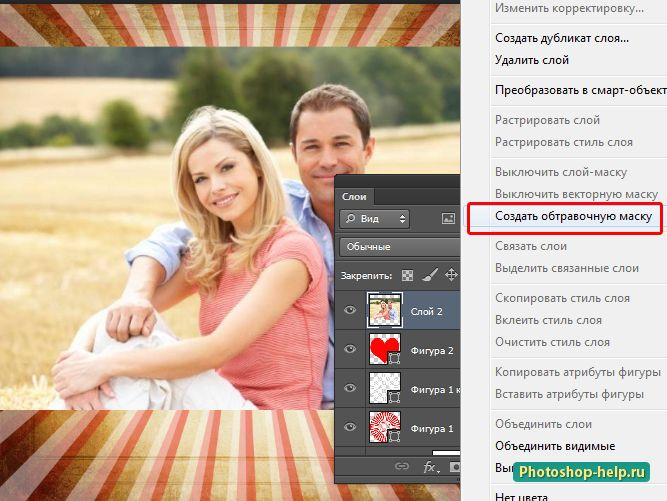 Изменить корректировку...
Создать дубликат слоя...
Удалить слой
Преобразовать в смарт-объект
Растрировать слой
Растрировать стиль слоя
Выключить слой-маску
Выключить векторную маску
Создать обтравочную маску
Связать слои
Выделить связанные слои
Скопировать стиль слоя
Вклеить стиль слоя
Очистить стиль слоя
Копировать атрибуты фигуры
Вставить атрибуты фигуры
Объединить слои
Объединить видимые
Нет цвета
Слои
Вид
Обычные
Закрепить:
Слой 2
Фигура 2
Фигура 1 к
Фигура 1
fx
Photoshop-help.ru